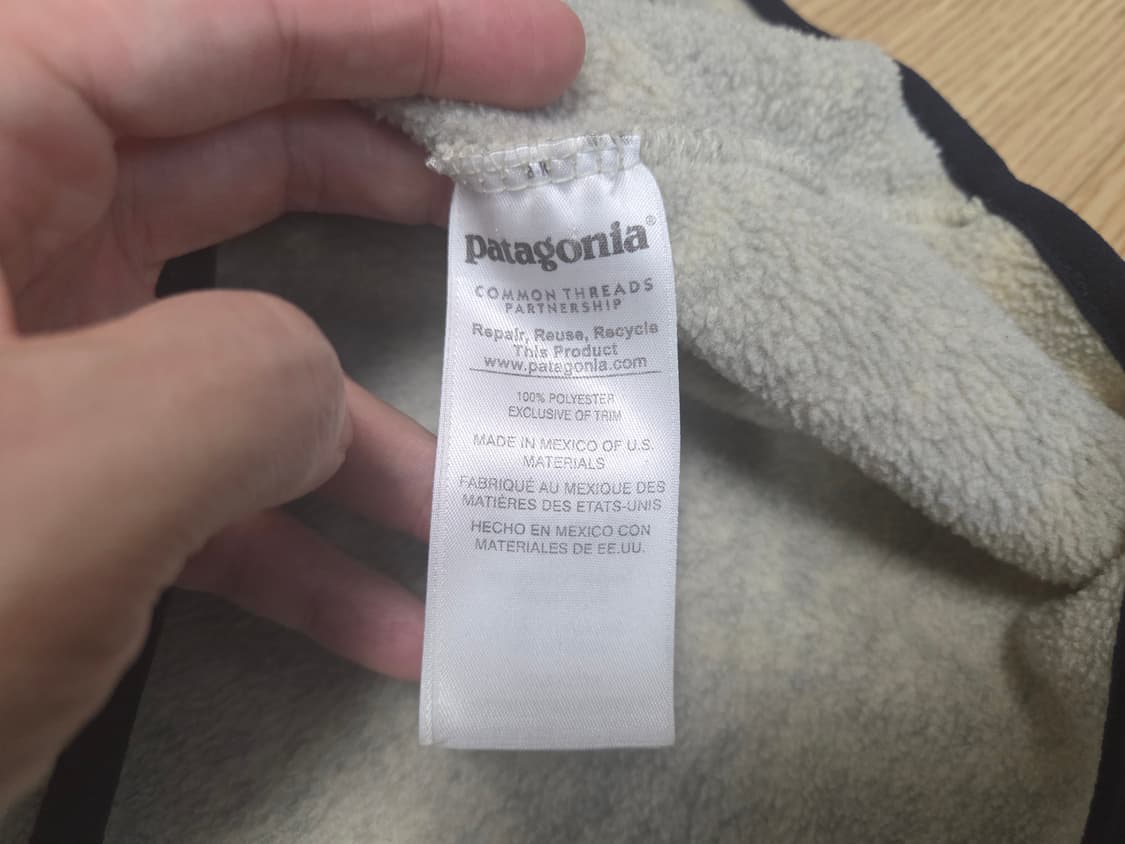 patagonia®
COMMON THREADS
PARTNERSHIP
Repair, Reuse, Recycle
This Product
www.patagonia.com
100% POLYESTER
EXCLUSIVE OF TRIM
MADE IN MEXICO OF U.S.
MATERIALS
FABRIQUÉ AU MEXIQUE DES
MATIÈRES DES ETATS-UNIS
HECHO EN MEXICO CON
MATERIALES DE EE.UU.